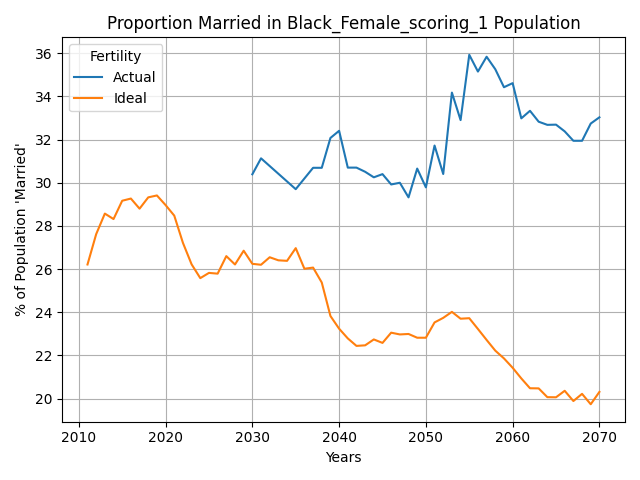 Proportion Married in Black_Female_scoring_1 Population
Fertility
Actual
Ideal
% of Population 'Married'
36
34
32
30
28
26
24
22
20
2010 2020 2030 2040 2050 2060 2070
Years